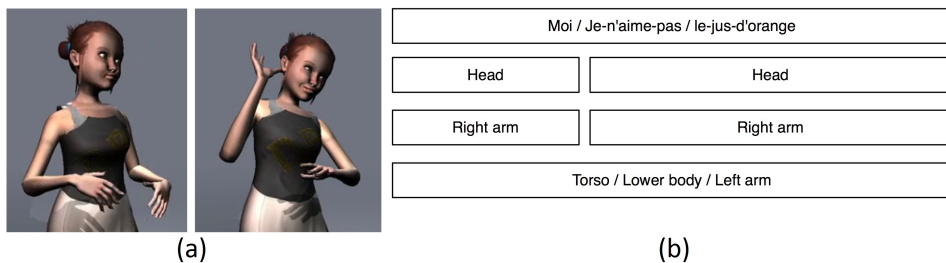 Moi / Je-n'aime-pas / le-jus-d'orange
Head Head
Right arm Right arm
Torso / Lower body / Left arm
(a) (b)